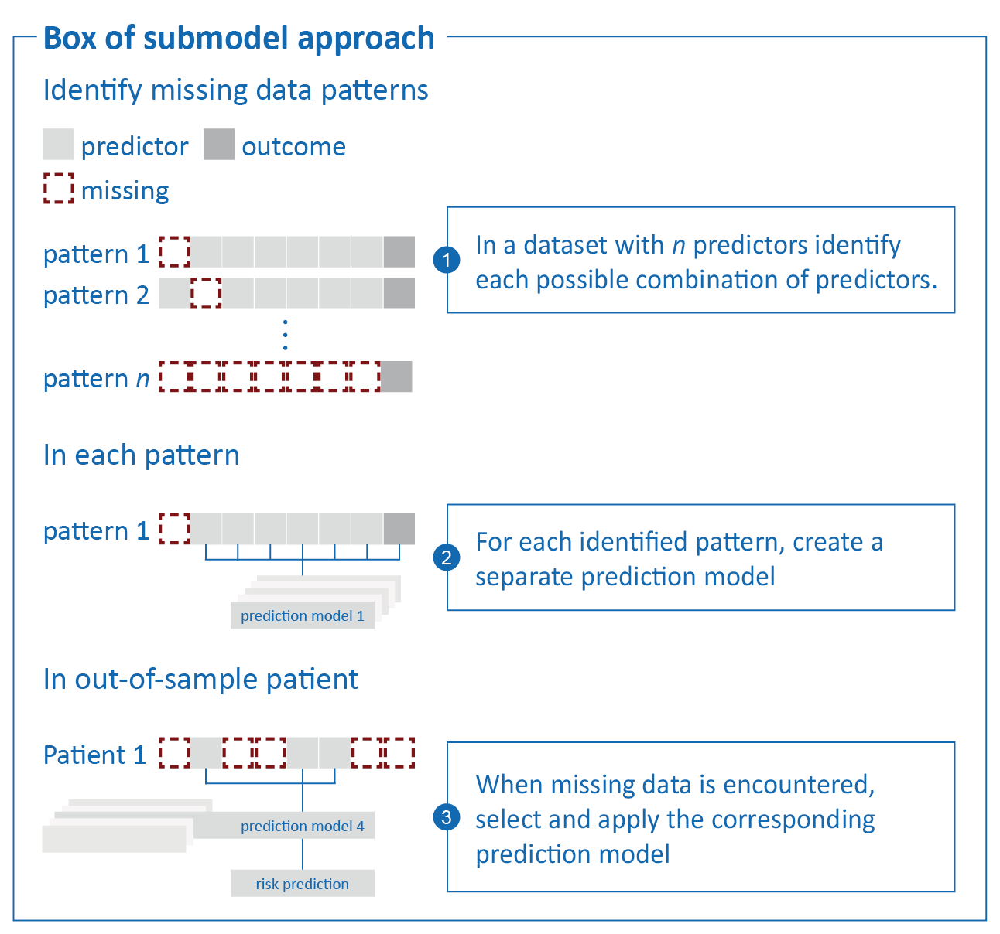 Box of submodel approach
Identify missing data patterns
predictor
outcome
missing
pattern 1
pattern 2
pattern n
1
In a dataset with n predictors identify
each possible combination of predictors.
In each pattern
pattern 1
prediction model 1
2
For each identified pattern, create a
separate prediction model
In out-of-sample patient
Patient 1
prediction model 4
risk prediction
3
When missing data is encountered,
select and apply the corresponding
prediction model